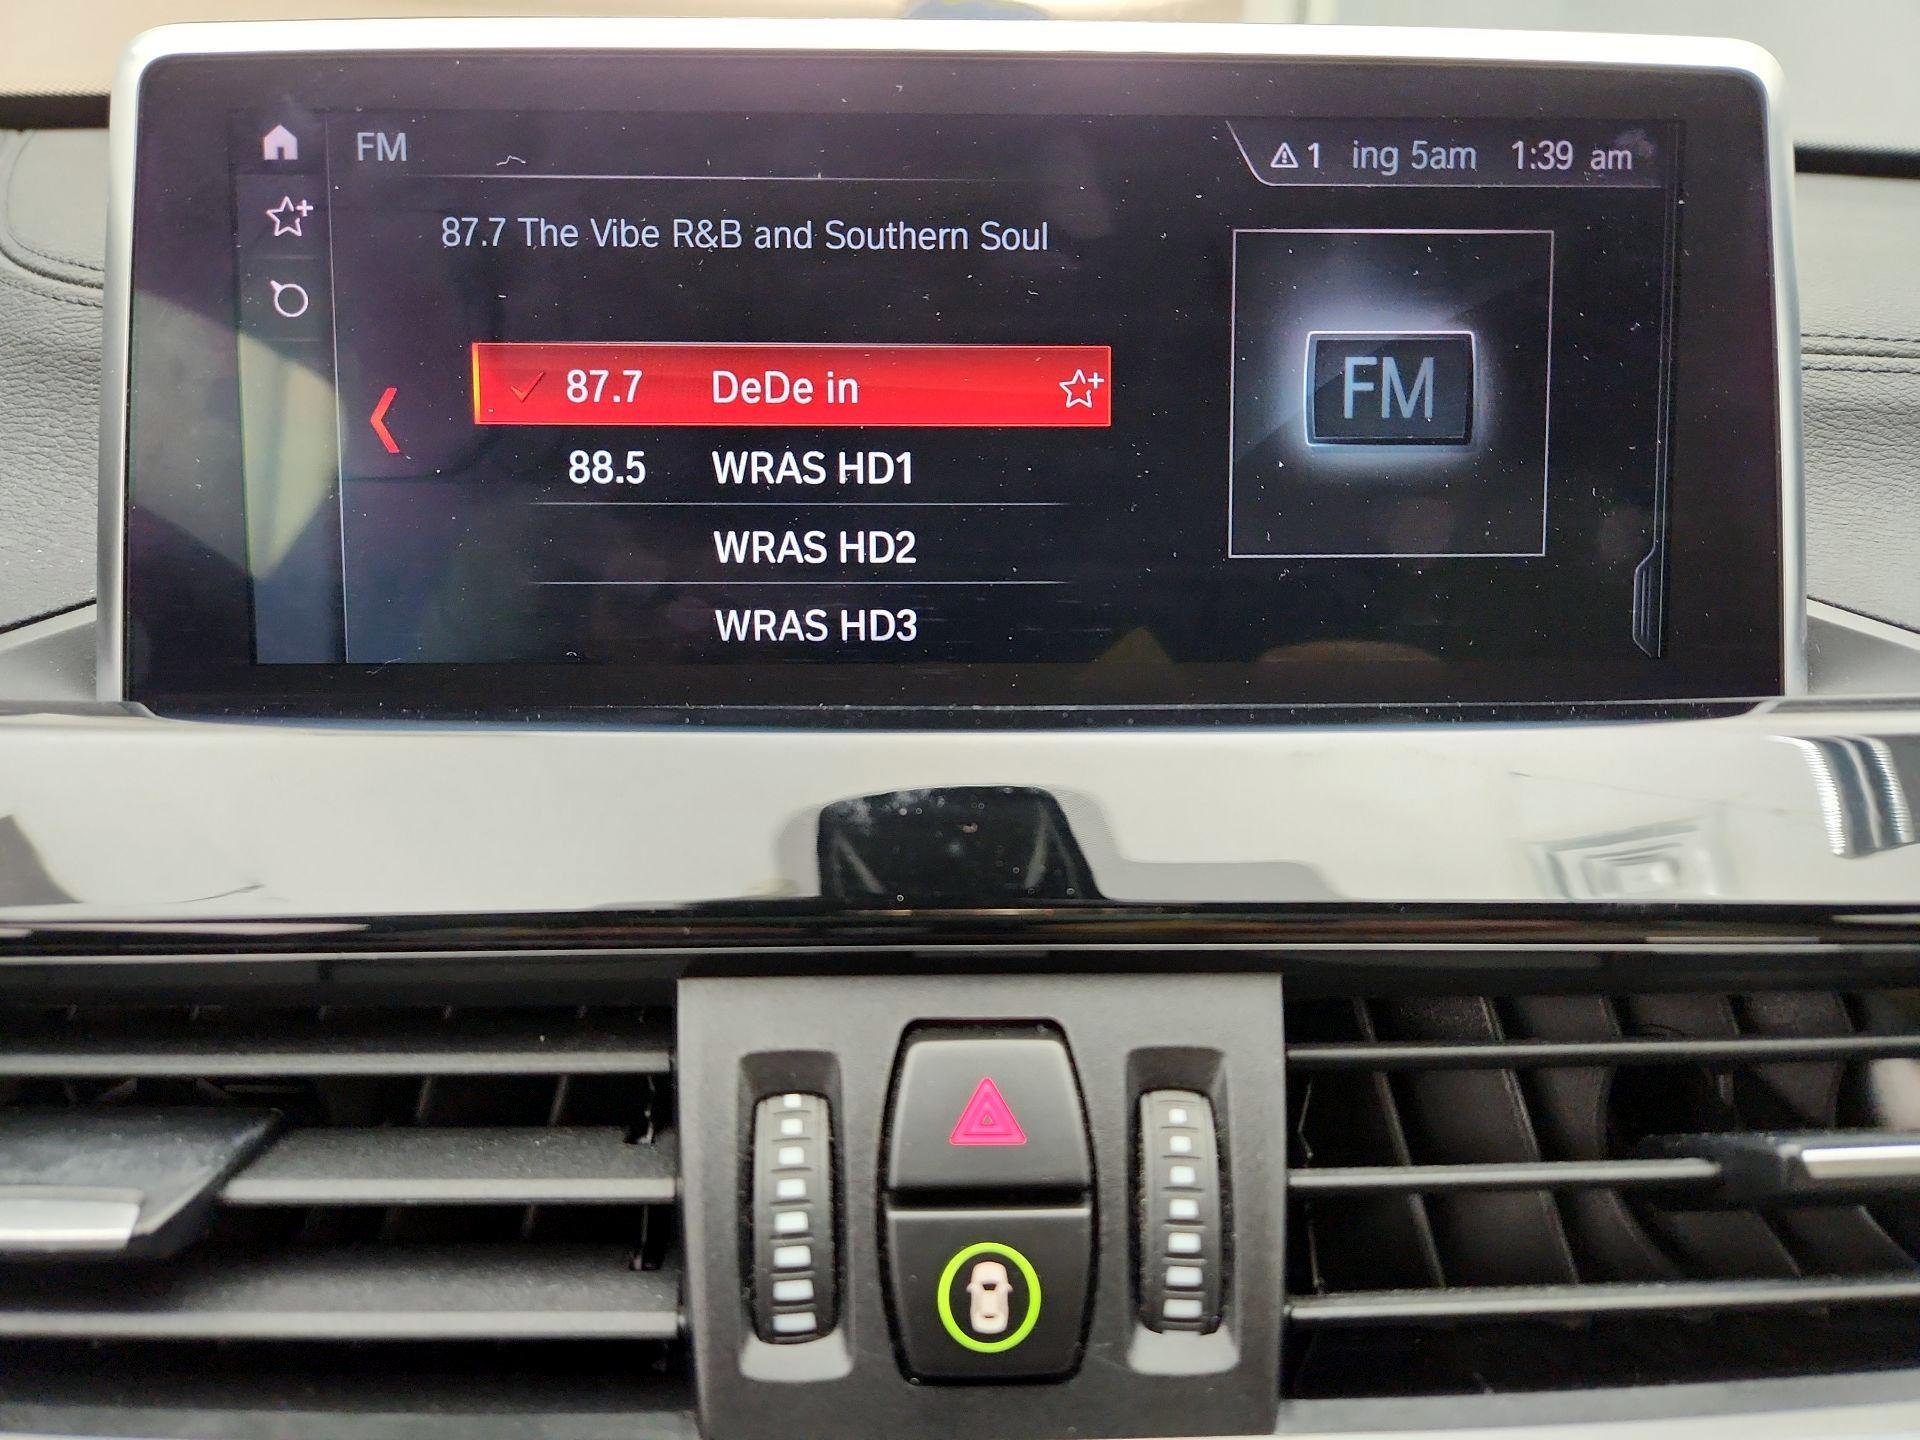 FM
1 ing 5am 1:39 am
87.7 The Vibe R&B and Southern Soul
87.7 DeDe in
88.5 WRAS HD1
WRAS HD2
WRAS HD3
FM